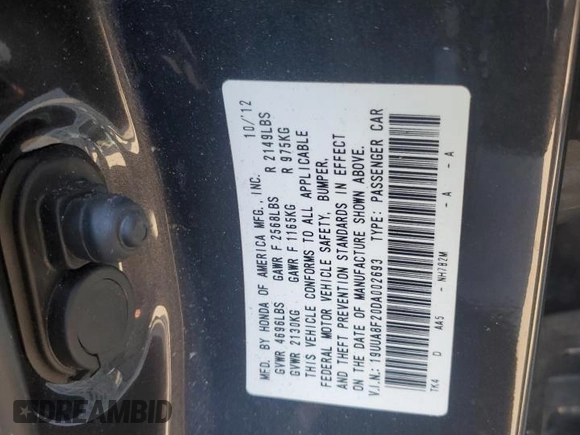 MFD. BY HONDA OF AMERICA MFG., INC. 10/'12
GVWR 4696LBS GAWR F 2568LBS R 2149LBS
GVWR 2130KG GAWR F 1165KG R 975KG
THIS VEHICLE CONFORMS TO ALL APPLICABLE
FEDERAL MOTOR VEHICLE SAFETY, BUMPER,
AND THEFT PREVENTION STANDARDS IN EFFECT
ON THE DATE OF MANUFACTURE SHOWN ABOVE.
V.I.N.: 19UUA8F20DA002693 TYPE: PASSENGER CAR
TK4 D AA5 - NH782M - A - A
DREAMBID